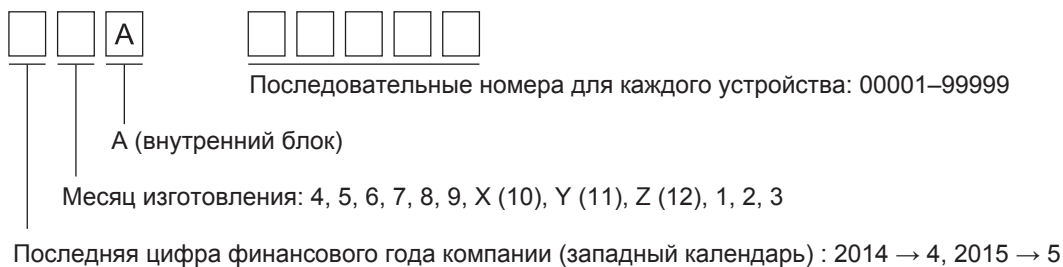 А
Последовательные номера для каждого устройства: 00001–99999
А (внутренний блок)
Месяц изготовления: 4, 5, 6, 7, 8, 9, X (10), Y (11), Z (12), 1, 2, 3
Последняя цифра финансового года компании (западный календарь) : 2014 → 4, 2015 → 5